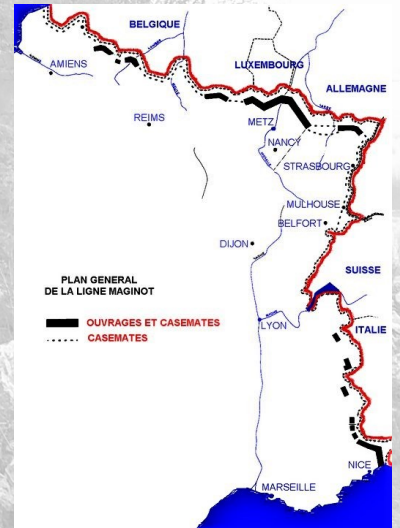 BELGIQUE
LUXEMBOURG
AMIENS
ALLEMAGNE
REIMS
METZ
NANCY
STRASBOURG
MULHOUSE
BELFORT
DIJON
SUISSE
PLAN GENERAL
DE LA LIGNE MAGINOT
OUVRAGES ET CASEMATES
CASEMATES
LYON
ITALIE
NICE
MARSEILLE